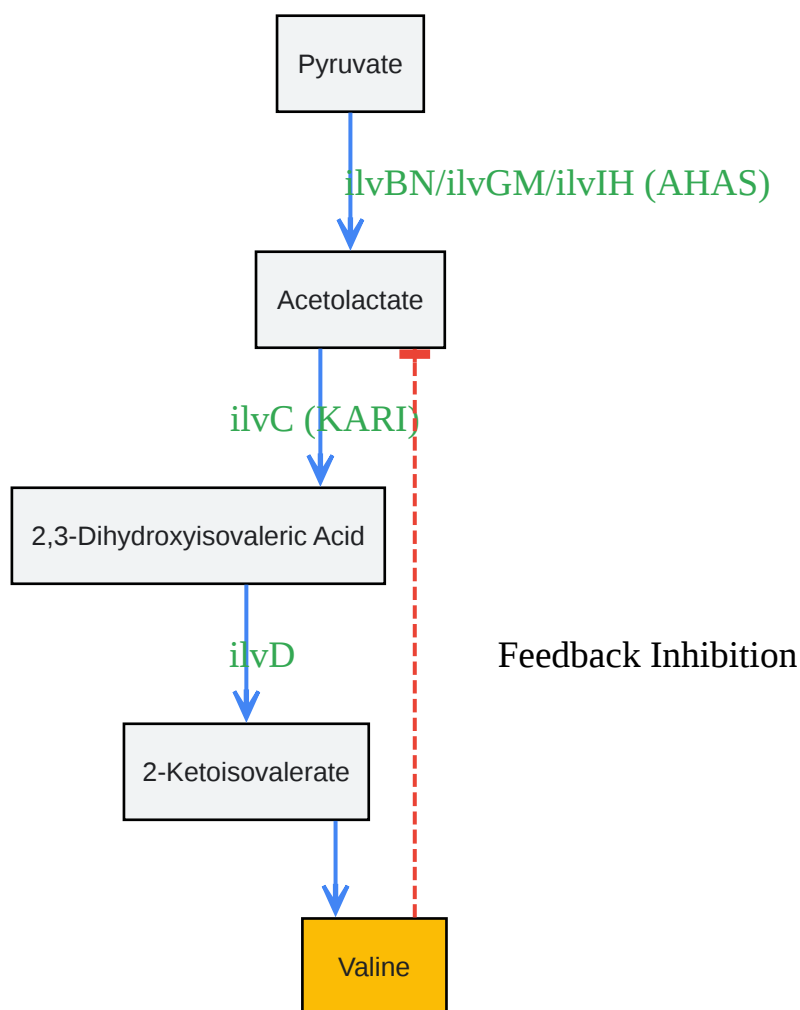 Pyruvate
ilvBN/ilvGM/ilvIH (AHAS)
Acetolactate
ilvC (KARI)
2,3-Dihydroxyisovaleric Acid
ilvD
Feedback Inhibition
2-Ketoisovalerate
Valine